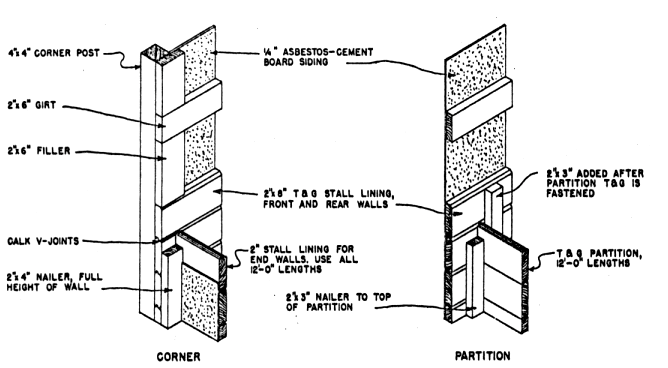 4"x4" CORNER POST
2"x6" GIRT
2"x6" FILLER
CALK V-JOINTS
2"x4" NAILER, FULL
HEIGHT OF WALL
¼" ASBESTOS-CEMENT
BOARD SIDING
2"x8" T&G STALL LINING,
FRONT AND REAR WALLS
2" STALL LINING FOR
END WALLS. USE ALL
12'-0" LENGTHS
2"x3" NAILER TO TOP
OF PARTITION
2"x3" ADDED AFTER
PARTITION T&G IS
FASTENED
T & G PARTITION,
12'-0" LENGTHS
CORNER
PARTITION